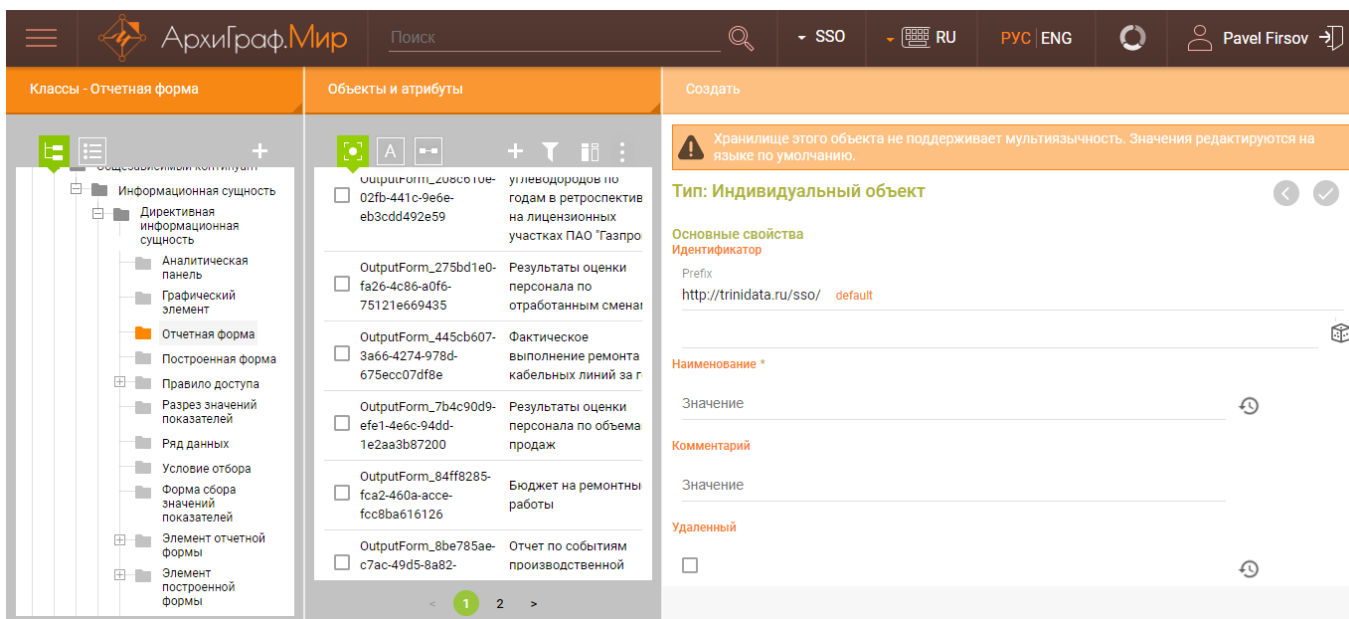 АрхиГраф.Мир
Поиск
SSO
RU
РУС ENG
Pavel Firsov
Классы - Отчетная форма
Информационная сущность
Директивная
информационная
сущность
Аналитическая
панель
Графический
элемент
Отчетная форма
Построенная форма
Правило доступа
Разрез значений
показателей
Ряд данных
Условие отбора
Форма сбора
значений
показателей
Элемент отчетной
формы
Элемент
построенной
формы
Объекты и атрибуты
A
OutputForm_208c610e-
02fb-441c-9e6e-
eb3cdd492e59
углеводородов по
годам в ретроспектив
на лицензионных
участках ПАО "Газпро
OutputForm_275bd1e0-
fa26-4c86-a0f6-
75121e669435
Результаты оценки
персонала по
отработанным сменам
OutputForm_445cb607-
3a66-4274-978d-
675ecc07df8e
Фактическое
выполнение ремонта
кабельных линий за г
OutputForm_7b4c90d9-
efe1-4e6c-94dd-
1e2aa3b87200
Результаты оценки
персонала по объема
продаж
OutputForm_84ff8285-
fca2-460a-acce-
fcc8ba616126
Бюджет на ремонтны
работы
OutputForm_8be785ae-
c7ac-49d5-8a82-
Отчет по событиям
производственной
< 1 2 >
Создать
Хранилище этого объекта не поддерживает мультиязычность. Значения редактируются на
языке по умолчанию.
Тип: Индивидуальный объект
Основные свойства
Идентификатор
Prefix
http://trinidata.ru/sso/ default
Наименование *
Значение
Комментарий
Значение
Удаленный